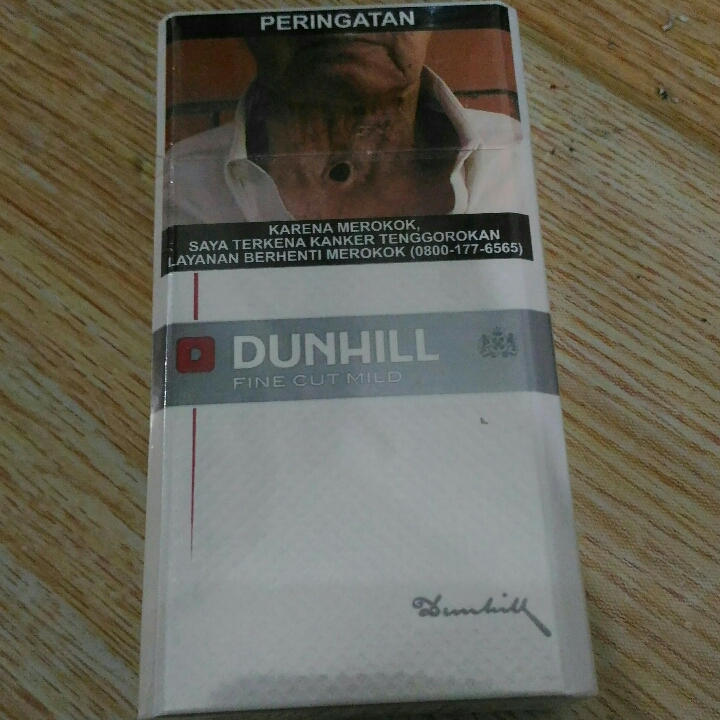 PERINGATAN
KARENA MEROKOK,
SAYA TERKENA KANKER TENGGOROKAN
LAYANAN BERHENTI MEROKOK (0800-177-6565)
D DUNHILL
FINE CUT MILD
Dunhill